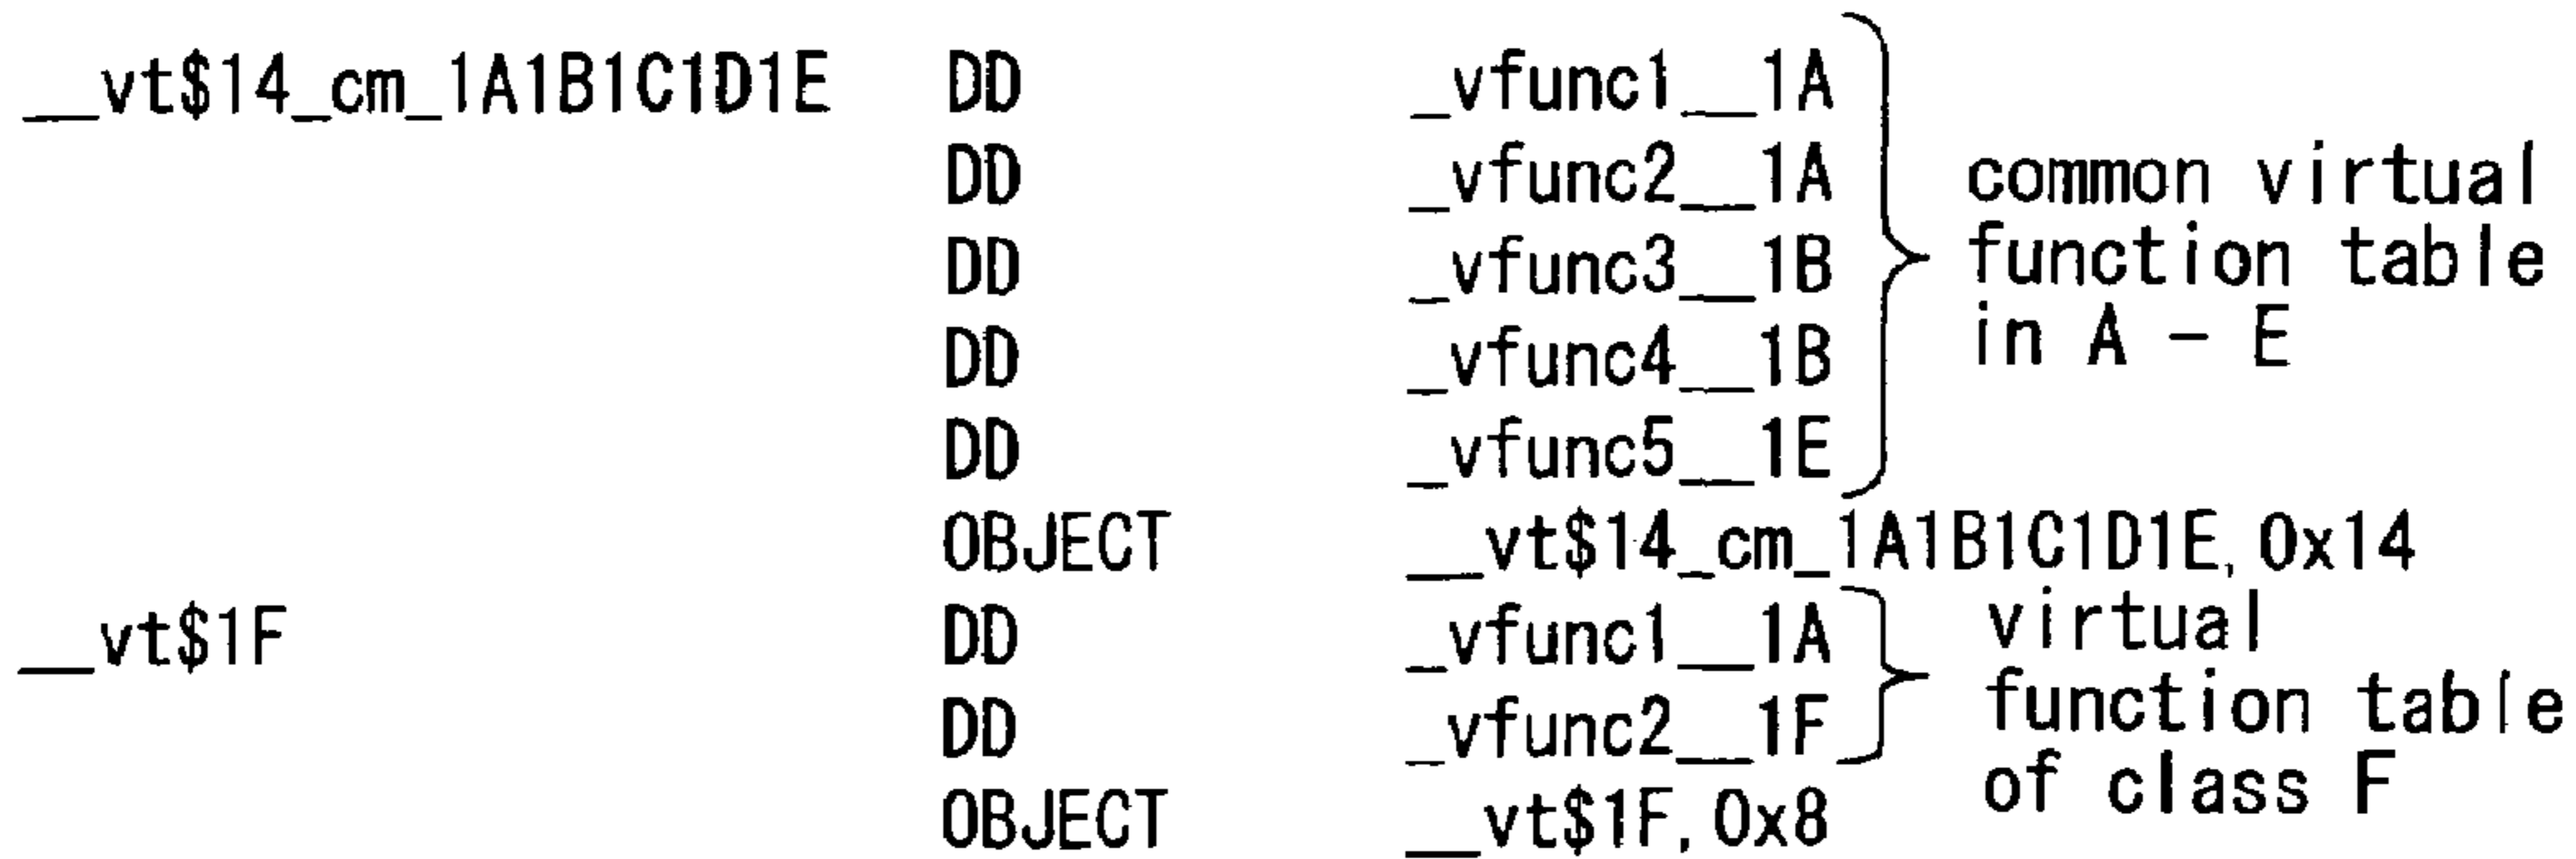 __vt$14_cm_1A1B1C1D1E DD _vfunc1__1A
DD _vfunc2__1A
DD _vfunc3__1B
DD _vfunc4__1B
DD _vfunc5__1E
common virtual
function table
in A - E
OBJECT __vt$14_cm_1A1B1C1D1E, 0x14
__vt$1F DD _vfunc1__1A
DD _vfunc2__1F
virtual
function table
of class F
OBJECT __vt$1F, 0x8